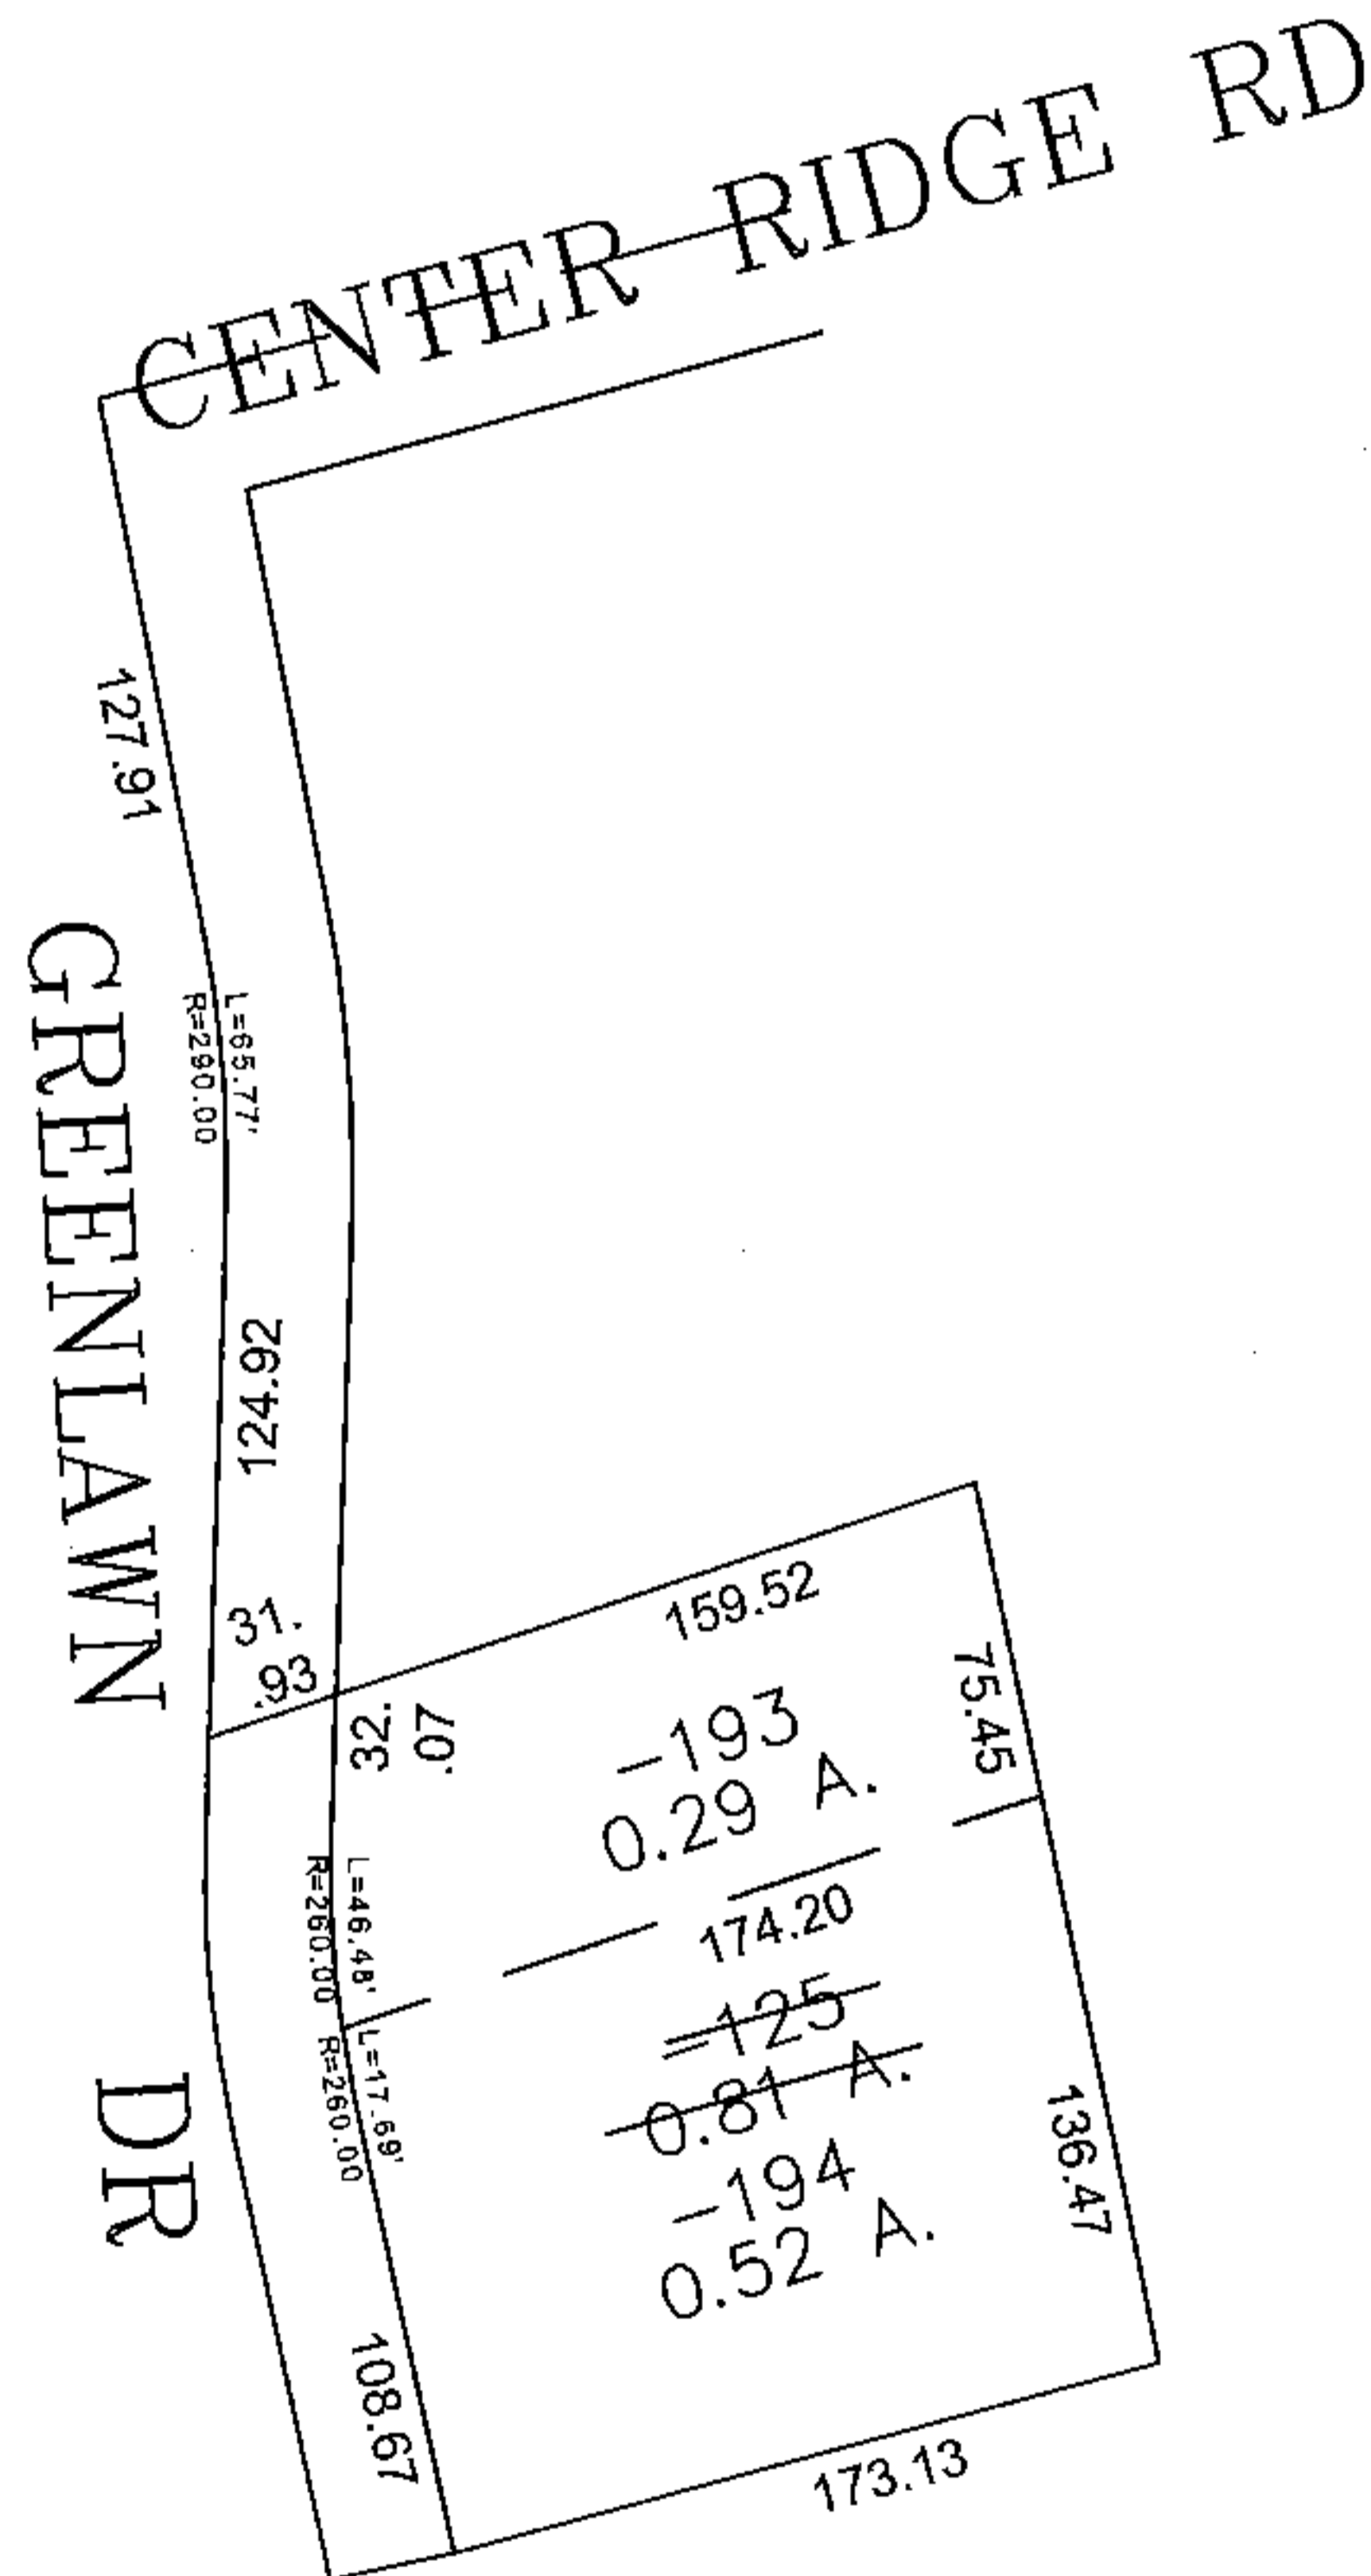 CENTER RIDGE RD
127.91
GREENLAWN DR
L=65.77'
R=290.00
124.92
31.
.93
159.52
32.
.07
75.45
-193
0.29 A.
L=46.48'
R=260.00
174.20
-125
0.81 A.
L=17.69'
R=260.00
-194
0.52 A.
136.47
108.67
173.13